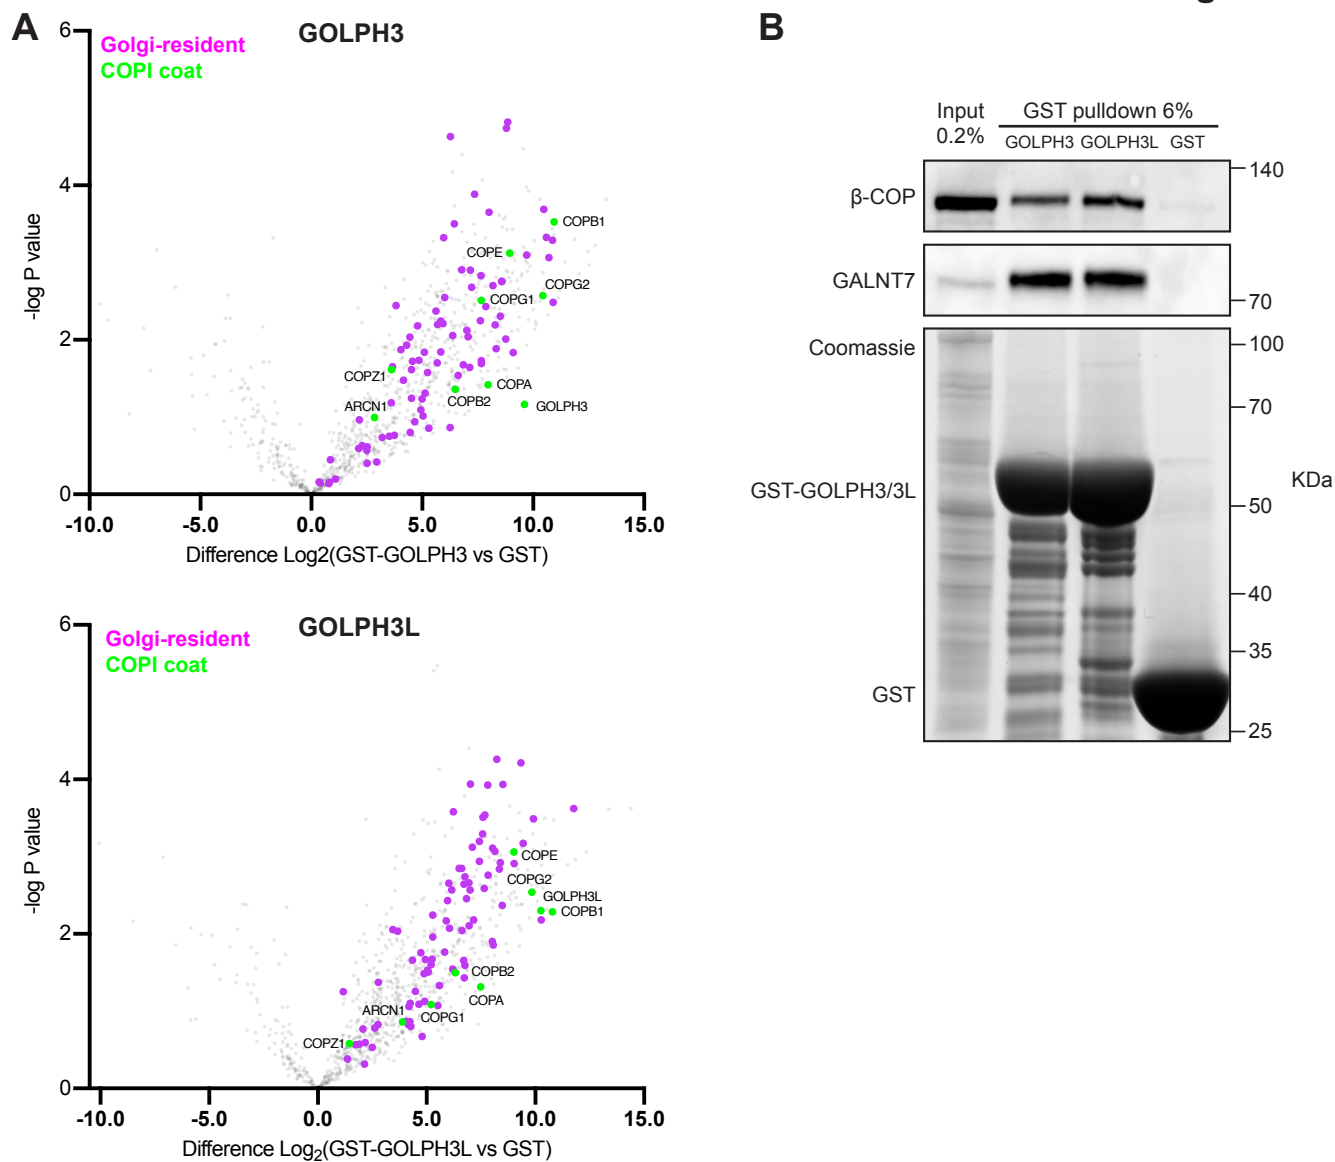 A
GOLPH3
Golgi-resident
COPI coat
6
4
2
0
-log P value
COPB1
COPE
COPG2
COPG1
COPZ1
COPA
COPB2
GOLPH3
ARCN1
-10.0 -5.0 0.0 5.0 10.0 15.0
Difference Log2(GST-GOLPH3 vs GST)
GOLPH3L
Golgi-resident
COPI coat
6
4
2
0
-log P value
COPE
COPG2
GOLPH3L
COPB1
COPB2
COPA
ARCN1
COPG1
COPZ1
-10.0 -5.0 0.0 5.0 10.0 15.0
Difference Log2(GST-GOLPH3L vs GST)
B
Input
0.2%
GST pulldown 6%
GOLPH3 GOLPH3L GST
β-COP
140
GALNT7
70
Coomassie
100
70
GST-GOLPH3/3L
50
KDa
40
35
GST
25